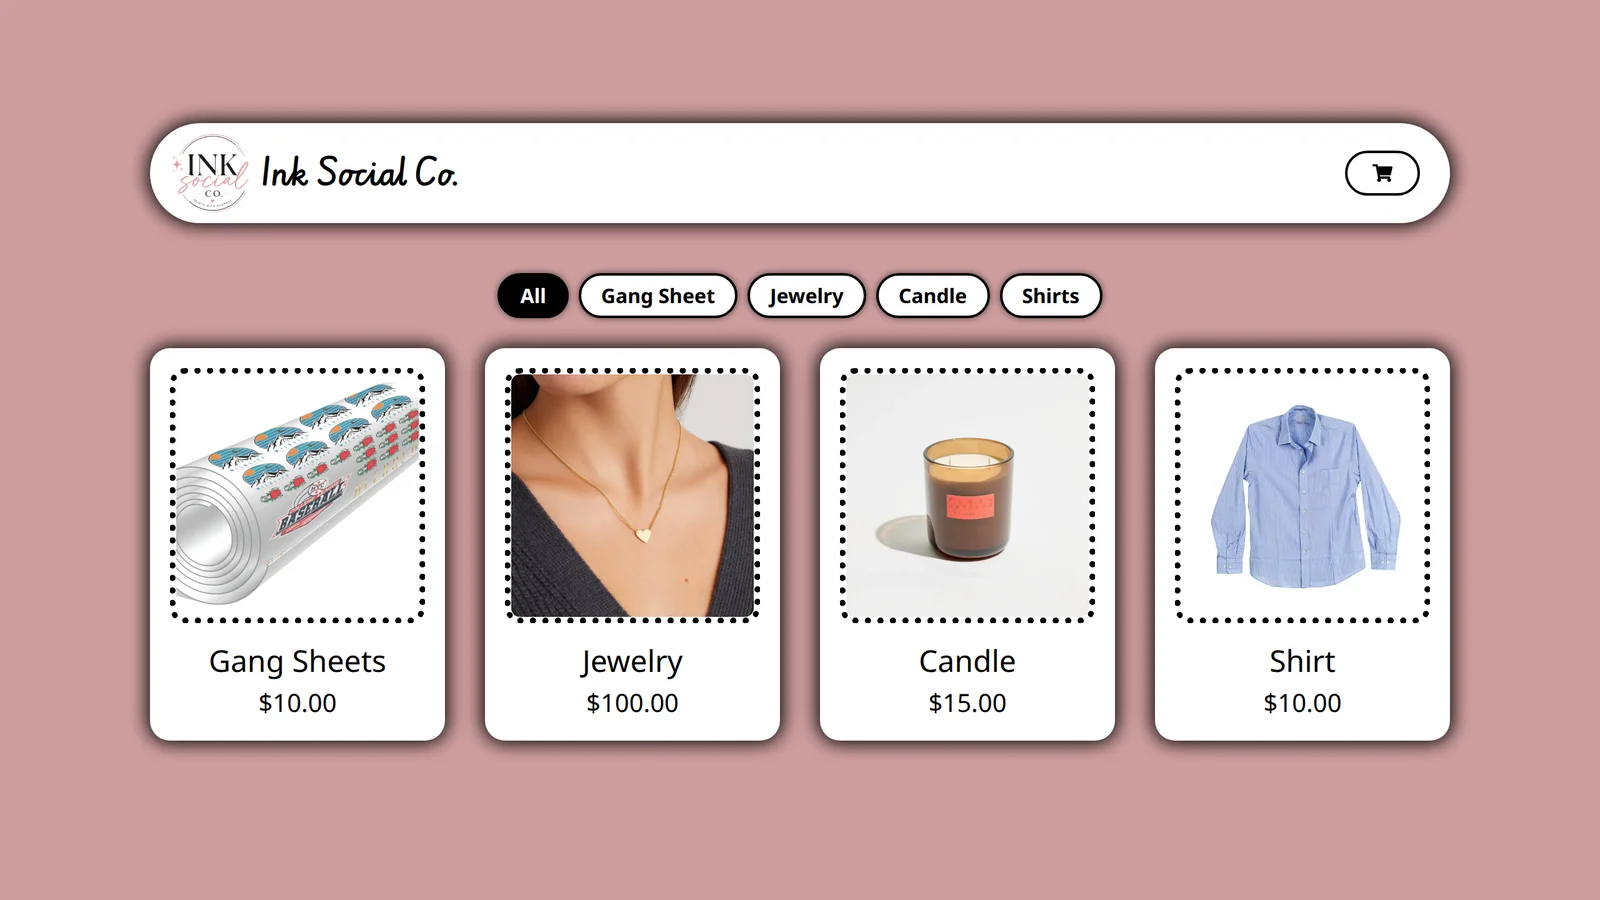 INK
social
CO.
Ink Social Co.
All
Gang Sheet
Jewelry
Candle
Shirts
BASEBALL
Gang Sheets
$10.00
Jewelry
$100.00
Candle
$15.00
Shirt
$10.00